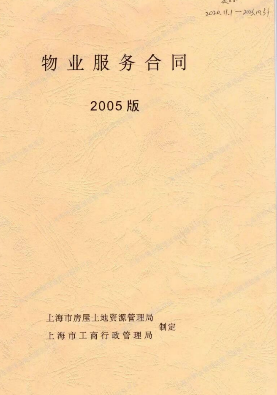 物业服务合同
2005版
上海市房屋土地资源管理局
上海市工商行政管理局
制定